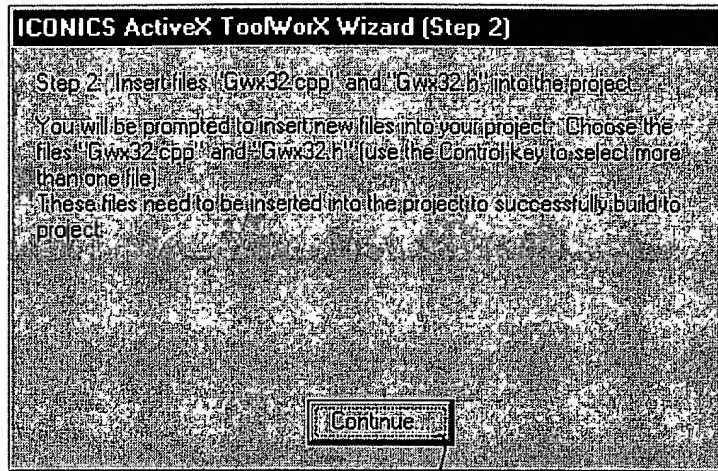 ICONICS ActiveX ToolWorX Wizard (Step 2)
Step 2: Insert files "Gwx32.cpp" and "Gwx32.h" into the project.
You will be prompted to insert new files into your project. Choose the
files "Gwx32.cpp" and "Gwx32.h" (use the Control key to select more
than one file)
These files need to be inserted into the project to successfully build to
project.
Continue...